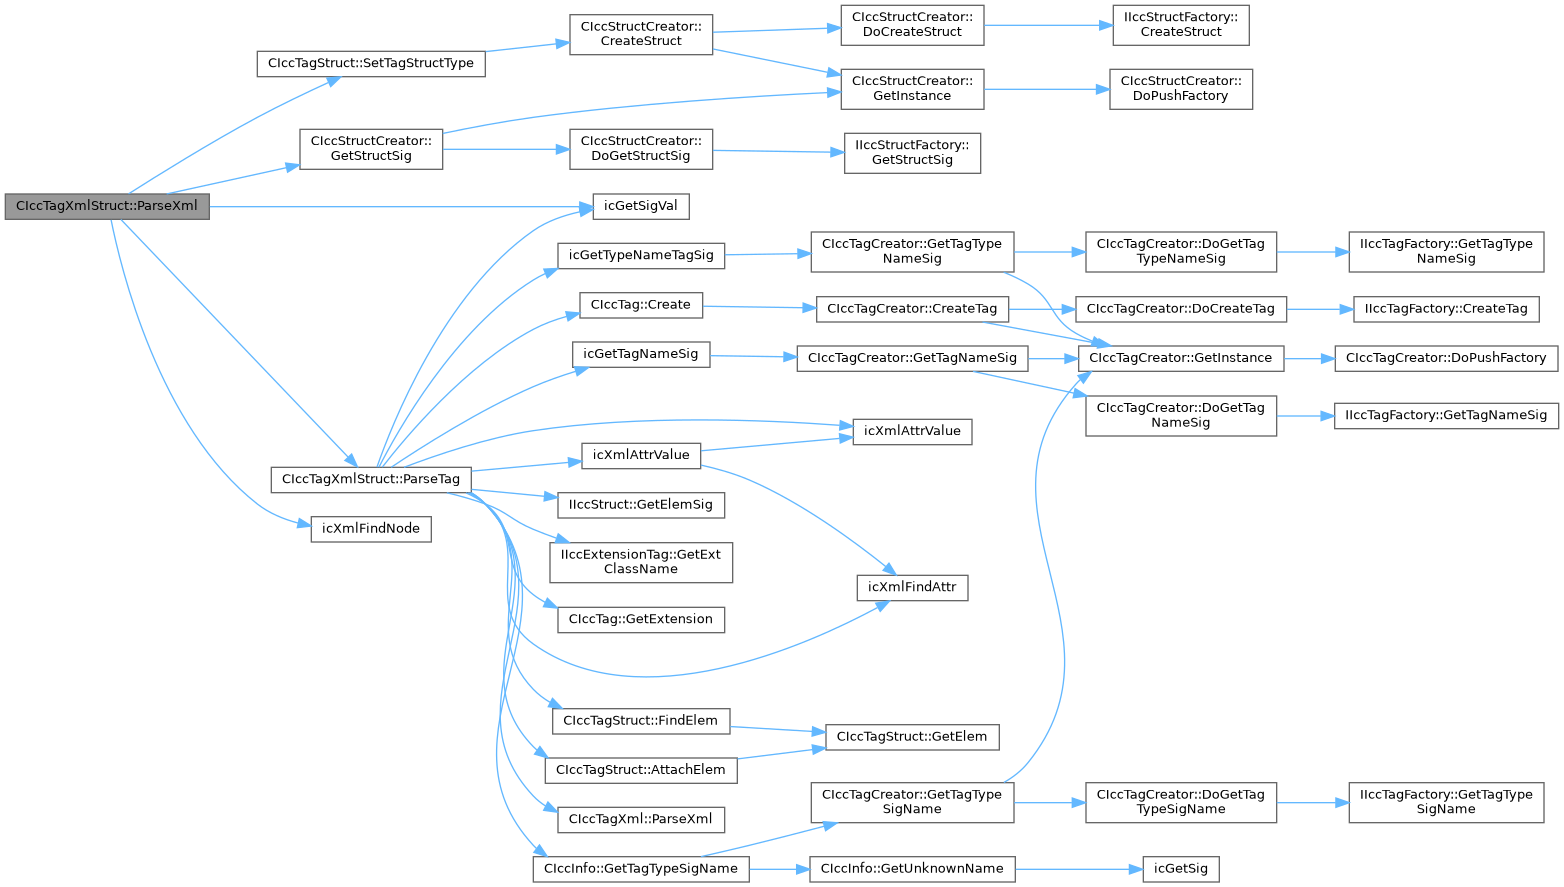 CIccTagXmlStruct::ParseXml
CIccTagStruct::SetTagStructType
CIccStructCreator::
CreateStruct
CIccStructCreator::
DoCreateStruct
IIccStructFactory::
CreateStruct
CIccStructCreator::
GetInstance
CIccStructCreator::
DoPushFactory
CIccStructCreator::
GetStructSig
CIccStructCreator::
DoGetStructSig
IIccStructFactory::
GetStructSig
icGetSigVal
CIccTagXmlStruct::ParseTag
icGetTypeNameTagSig
CIccTagCreator::GetTagType
NameSig
CIccTagCreator::DoGetTag
TypeNameSig
IIccTagFactory::GetTagType
NameSig
CIccTag::Create
CIccTagCreator::CreateTag
CIccTagCreator::DoCreateTag
IIccTagFactory::CreateTag
icGetTagNameSig
CIccTagCreator::GetTagNameSig
CIccTagCreator::GetInstance
CIccTagCreator::DoPushFactory
CIccTagCreator::DoGetTag
NameSig
IIccTagFactory::GetTagNameSig
icXmlAttrValue
icXmlAttrValue
IIccStruct::GetElemSig
icXmlFindNode
IIccExtensionTag::GetExt
ClassName
icXmlFindAttr
CIccTag::GetExtension
CIccTagStruct::FindElem
CIccTagStruct::GetElem
CIccTagStruct::AttachElem
CIccTagXml::ParseXml
CIccTagCreator::GetTagType
SigName
CIccTagCreator::DoGetTag
TypeSigName
IIccTagFactory::GetTagType
SigName
CIccInfo::GetTagTypeSigName
CIccInfo::GetUnknownName
icGetSig